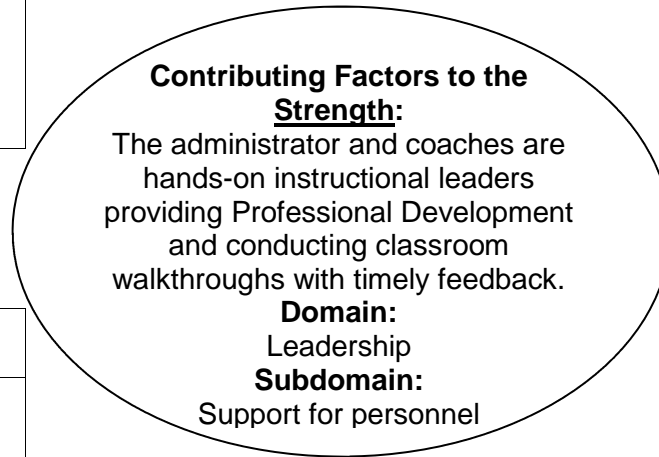 Contributing Factors to the
Strength:
The administrator and coaches are
hands-on instructional leaders
providing Professional Development
and conducting classroom
walkthroughs with timely feedback.
Domain:
Leadership
Subdomain:
Support for personnel